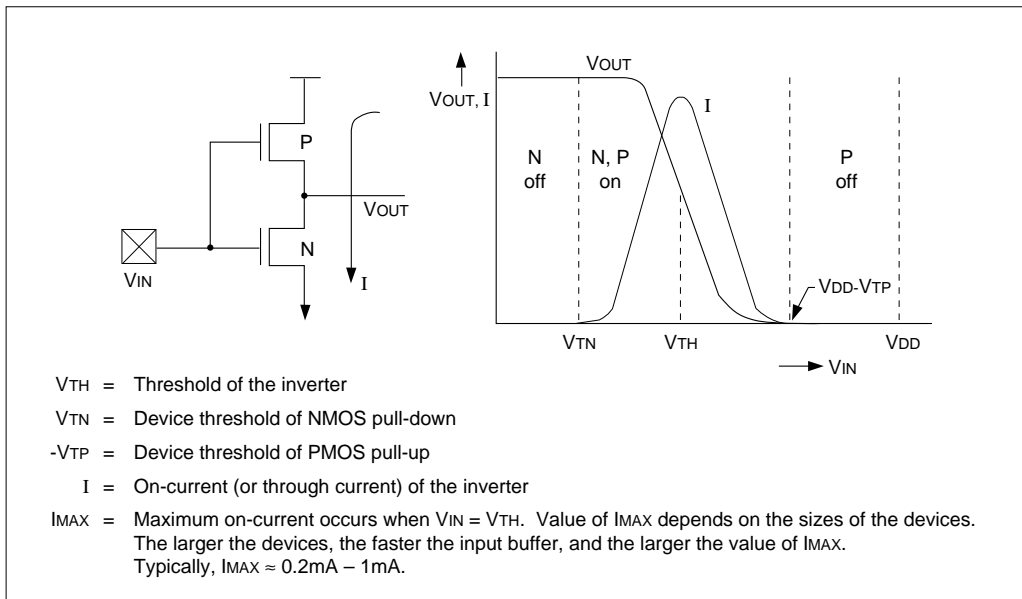 P
VOUT
N
VIN
I
VOUT, I
VOUT
I
N
off
N, P
on
P
off
VDD-VTP
VTN
VTH
VDD
VIN
VTH = Threshold of the inverter
VTN = Device threshold of NMOS pull-down
-VTP = Device threshold of PMOS pull-up
I = On-current (or through current) of the inverter
IMAX = Maximum on-current occurs when VIN = VTH. Value of IMAX depends on the sizes of the devices.
The larger the devices, the faster the input buffer, and the larger the value of IMAX.
Typically, IMAX ≈ 0.2mA – 1mA.